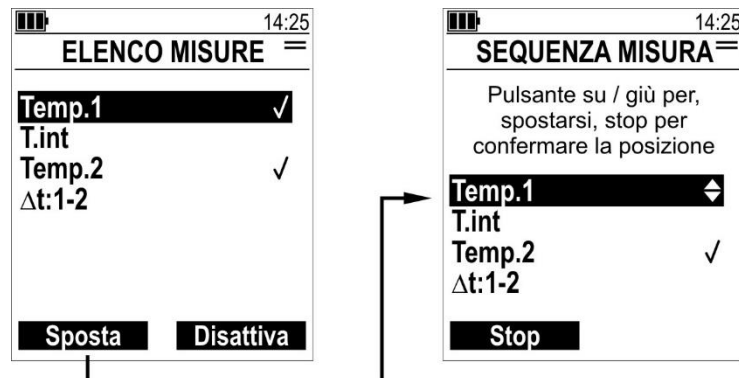 14:25
ELENCO MISURE
Temp.1 √
T.int
Temp.2 √
Δt:1-2
Sposta Disattiva
14:25
SEQUENZA MISURA
Pulsante su / giù per,
spostarsi, stop per
confermare la posizione
Temp.1
T.int
Temp.2 √
Δt:1-2
Stop